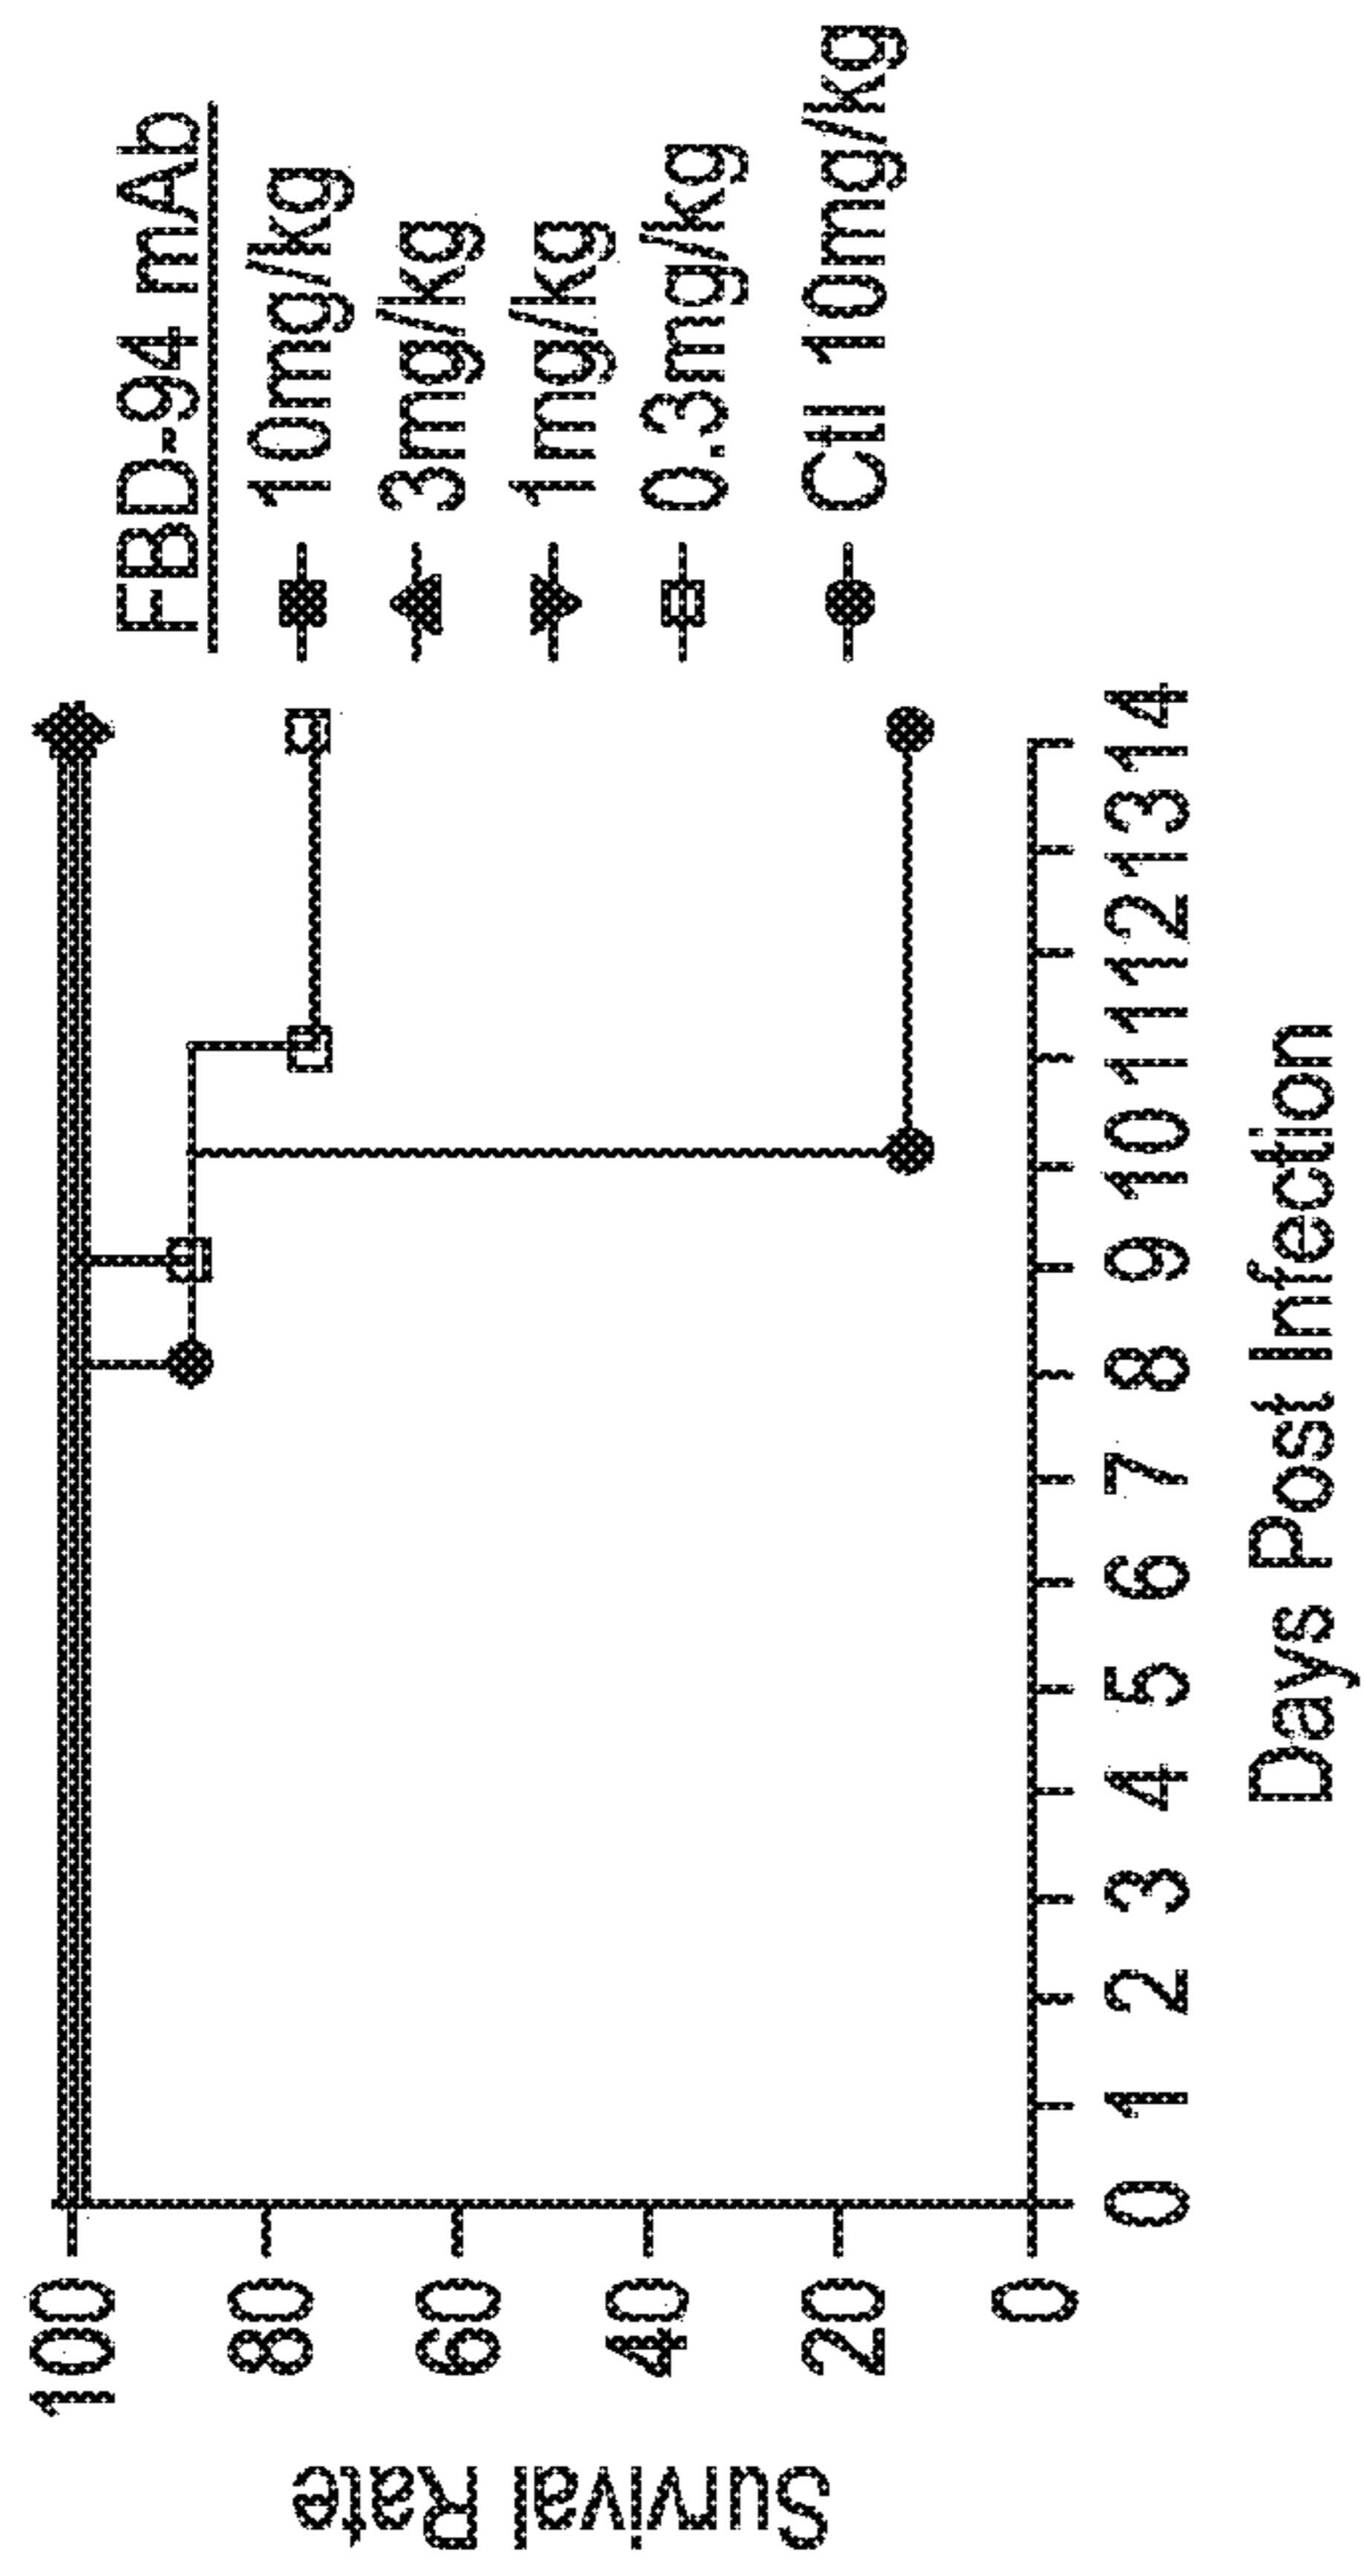 Survival Rate
100
80
60
40
20
0
0 1 2 3 4 5 6 7 8 9 10 11 12 13 14
Days Post Infection
FBD-94 mAb
10mg/kg
3mg/kg
1mg/kg
0.3mg/kg
Ctl 10mg/kg